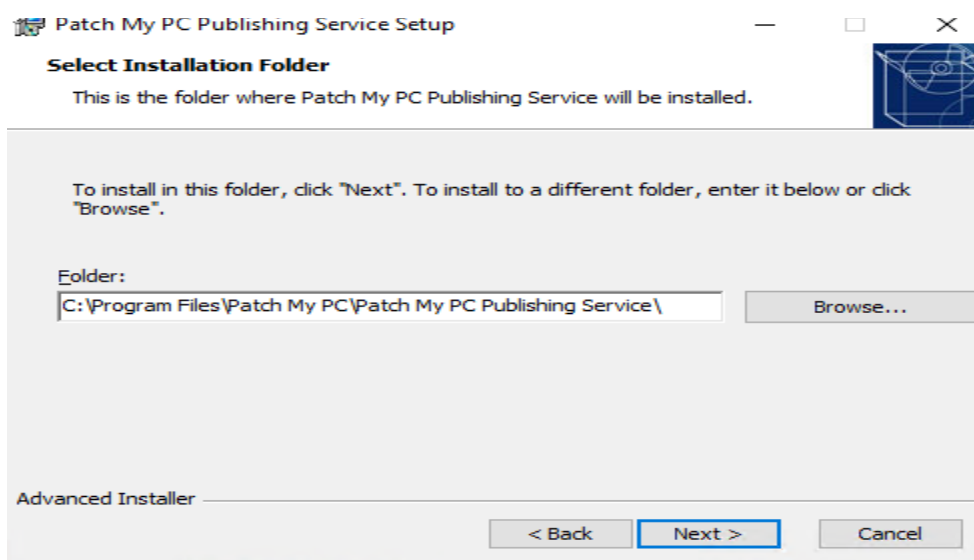 Patch My PC Publishing Service Setup
Select Installation Folder
This is the folder where Patch My PC Publishing Service will be installed.
To install in this folder, click "Next". To install to a different folder, enter it below or click
"Browse".
Folder:
C:\Program Files\Patch My PC\Patch My PC Publishing Service\
Browse...
Advanced Installer
< Back
Next >
Cancel